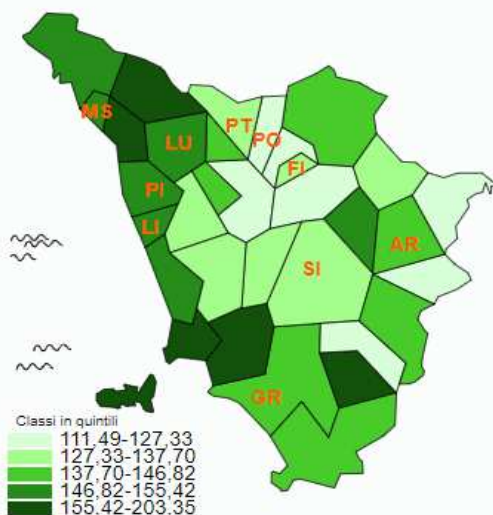 MS
LU
PT
PO
FI
PI
LI
AR
SI
GR
Classi in quintili
111,49-127,33
127,33-137,70
137,70-146,82
146,82-155,42
155,42-203,35